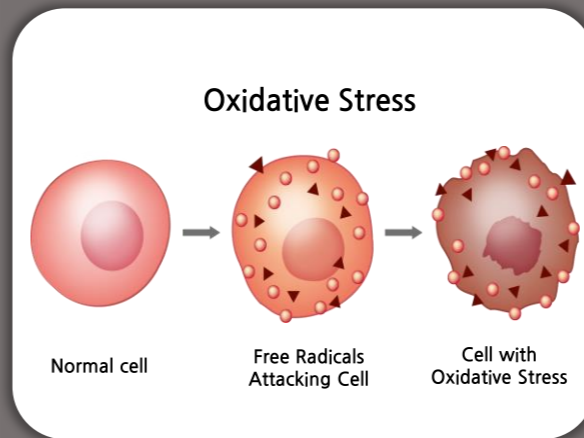 Oxidative Stress
Normal cell
Free Radicals
Attacking Cell
Cell with
Oxidative Stress